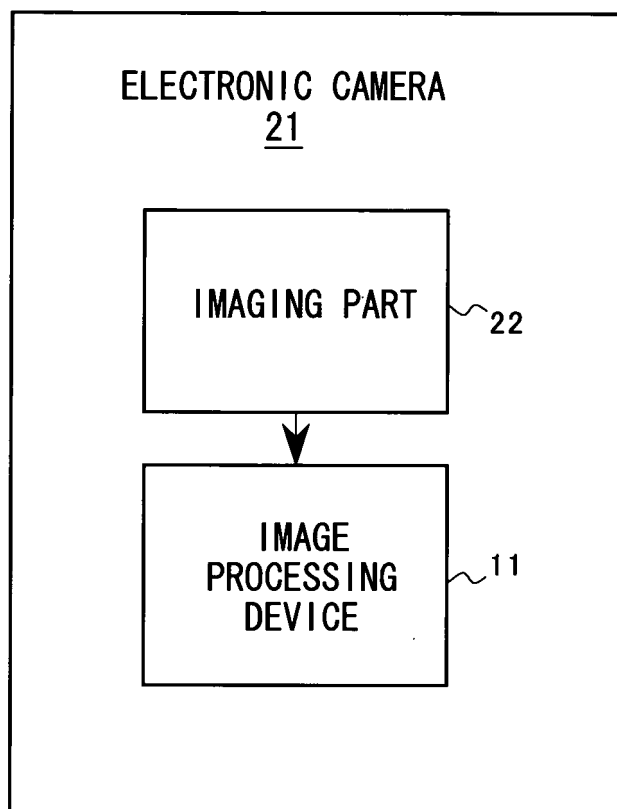 ELECTRONIC CAMERA
21
IMAGING PART
22
IMAGE
PROCESSING
DEVICE
11